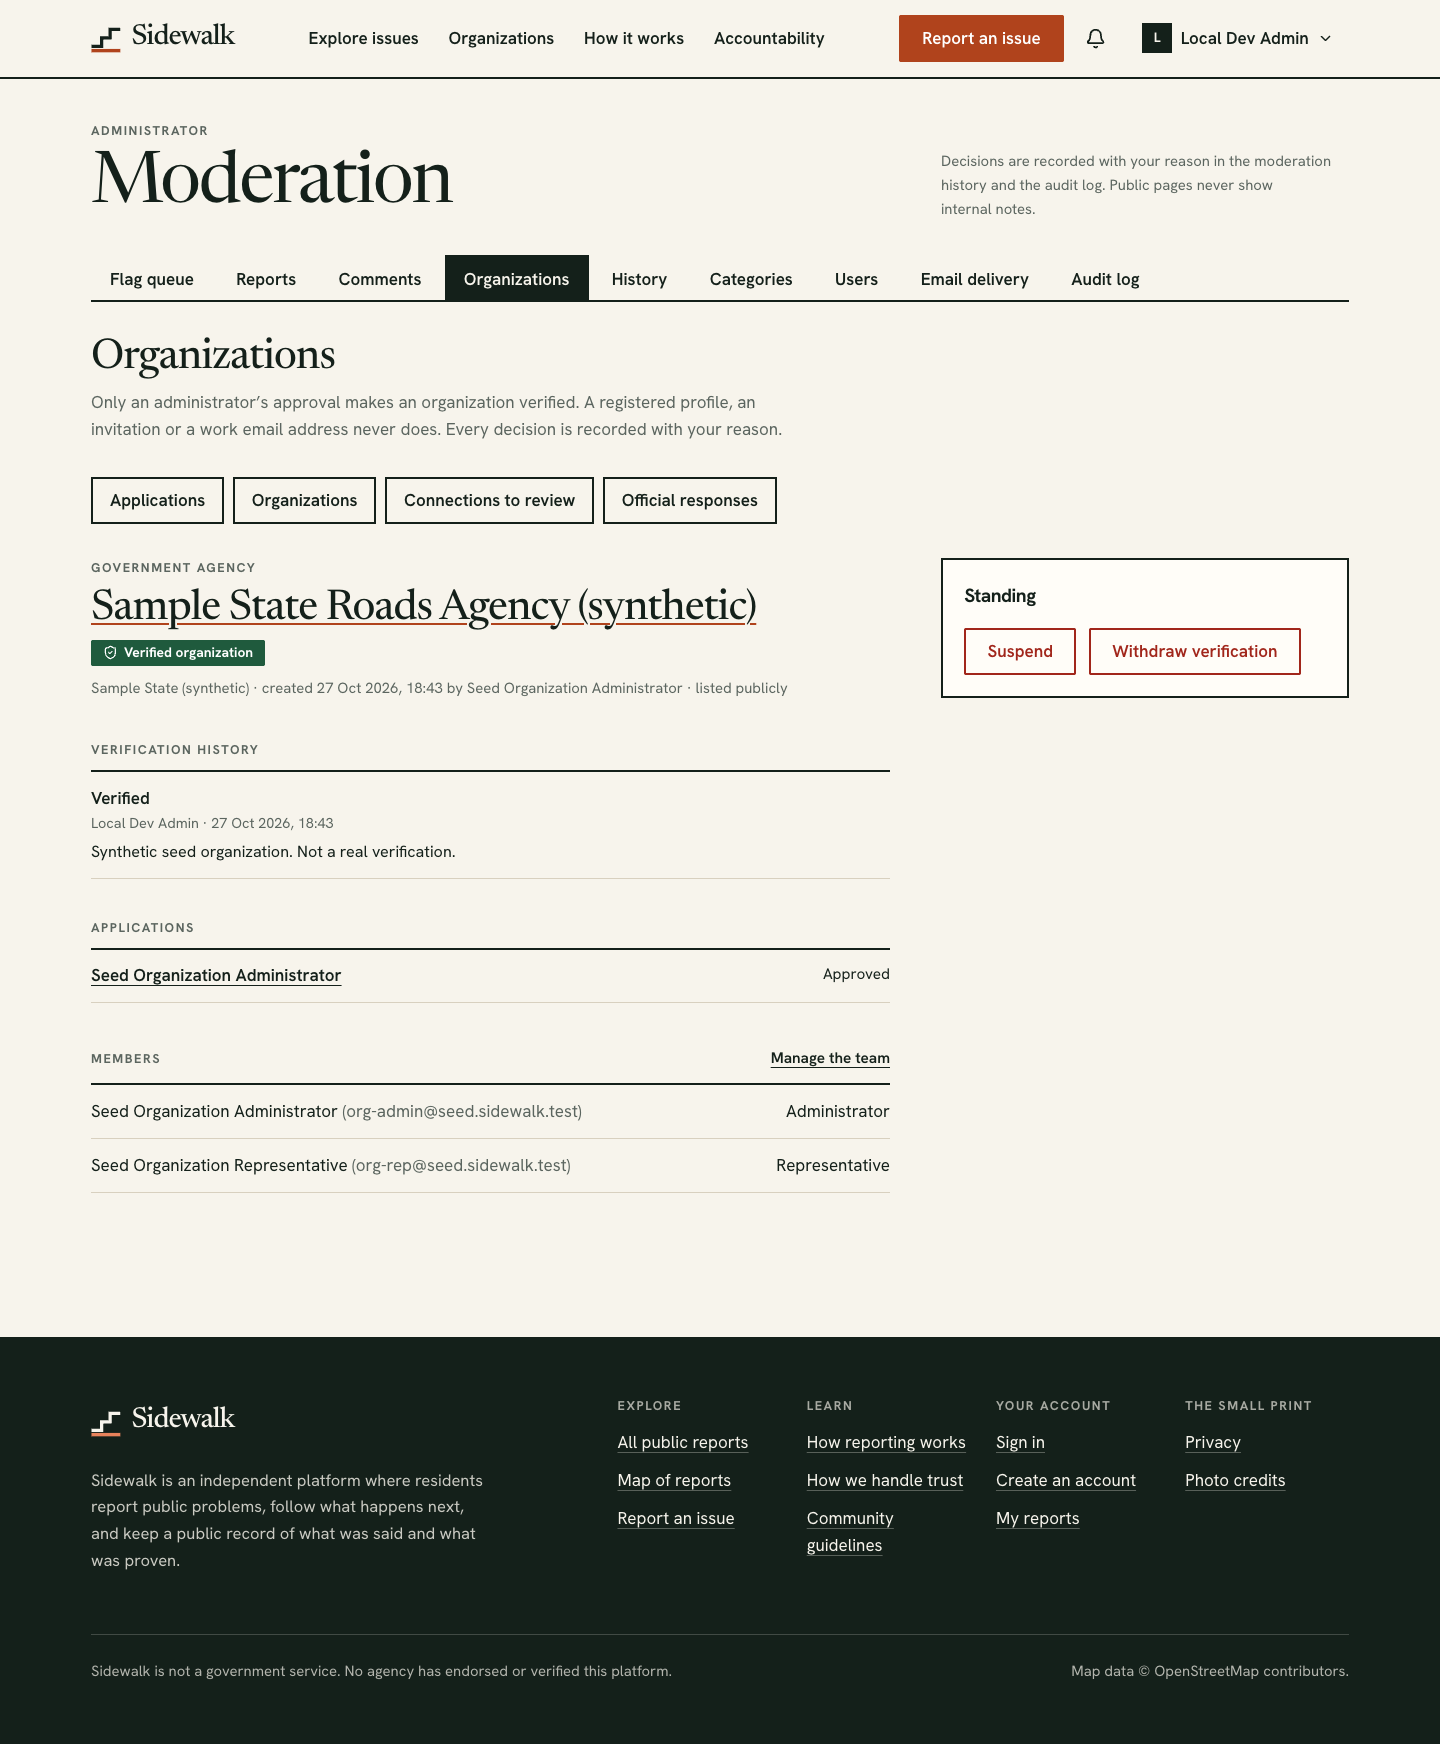 Sidewalk
Explore issues
Organizations
How it works
Accountability
Report an issue
L
Local Dev Admin
ADMINISTRATOR
Moderation
Decisions are recorded with your reason in the moderation
history and the audit log. Public pages never show
internal notes.
Flag queue
Reports
Comments
Organizations
History
Categories
Users
Email delivery
Audit log
Organizations
Only an administrator’s approval makes an organization verified. A registered profile, an
invitation or a work email address never does. Every decision is recorded with your reason.
Applications
Organizations
Connections to review
Official responses
GOVERNMENT AGENCY
Sample State Roads Agency (synthetic)
Verified organization
Sample State (synthetic) · created 27 Oct 2026, 18:43 by Seed Organization Administrator · listed publicly
Standing
Suspend
Withdraw verification
VERIFICATION HISTORY
Verified
Local Dev Admin · 27 Oct 2026, 18:43
Synthetic seed organization. Not a real verification.
APPLICATIONS
Seed Organization Administrator
Approved
MEMBERS
Manage the team
Seed Organization Administrator (org-admin@seed.sidewalk.test)
Administrator
Seed Organization Representative (org-rep@seed.sidewalk.test)
Representative
Sidewalk
Sidewalk is an independent platform where residents
report public problems, follow what happens next,
and keep a public record of what was said and what
was proven.
EXPLORE
All public reports
Map of reports
Report an issue
LEARN
How reporting works
How we handle trust
Community
guidelines
YOUR ACCOUNT
Sign in
Create an account
My reports
THE SMALL PRINT
Privacy
Photo credits
Sidewalk is not a government service. No agency has endorsed or verified this platform.
Map data © OpenStreetMap contributors.